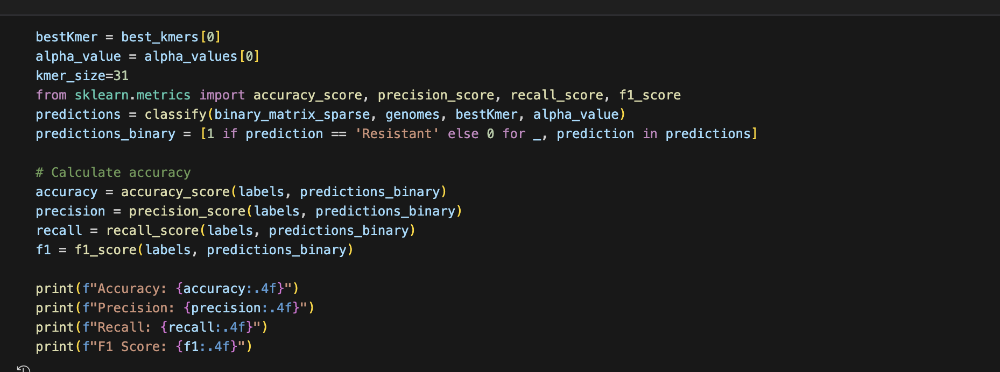 bestKmer = best_kmers[0]
alpha_value = alpha_values[0]
kmer_size=31
from sklearn.metrics import accuracy_score, precision_score, recall_score, f1_score
predictions = classify(binary_matrix_sparse, genomes, bestKmer, alpha_value)
predictions_binary = [1 if prediction == 'Resistant' else 0 for _, prediction in predictions]
# Calculate accuracy
accuracy = accuracy_score(labels, predictions_binary)
precision = precision_score(labels, predictions_binary)
recall = recall_score(labels, predictions_binary)
f1 = f1_score(labels, predictions_binary)
print(f"Accuracy: {accuracy:.4f}")
print(f"Precision: {precision:.4f}")
print(f"Recall: {recall:.4f}")
print(f"F1 Score: {f1:.4f}")